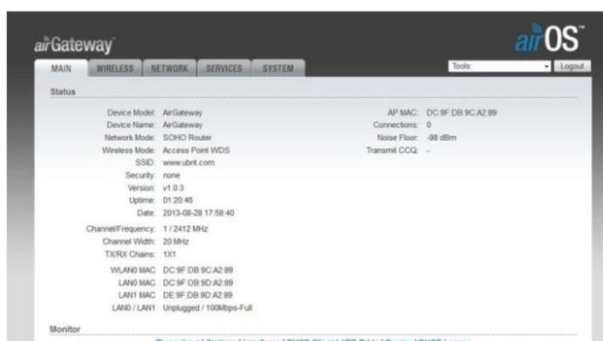 airGateway
airOS™
MAIN WIRELESS NETWORK SERVICES SYSTEM
Tools: Logout
Status
Device Model: AirGateway
Device Name: AirGateway
Network Mode: SOHO Router
Wireless Mode: Access Point WDS
SSID: www.ubnt.com
Security: none
Version: v1.0.3
Uptime: 01:20:46
Date: 2013-08-28 17:58:40
Channel/Frequency: 1 / 2412 MHz
Channel Width: 20 MHz
TX/RX Chains: 1X1
WLAN0 MAC DC:9F:DB:9C:A2:89
LAN0 MAC DC:9F:DB:9D:A2:89
LAN1 MAC DE:9F:DB:9D:A2:89
LAN0 / LAN1 Unplugged / 100Mbps-Full
AP MAC: DC:9F:DB:9C:A2:89
Connections: 0
Noise Floor: -98 dBm
Transmit CCQ: -
Monitor